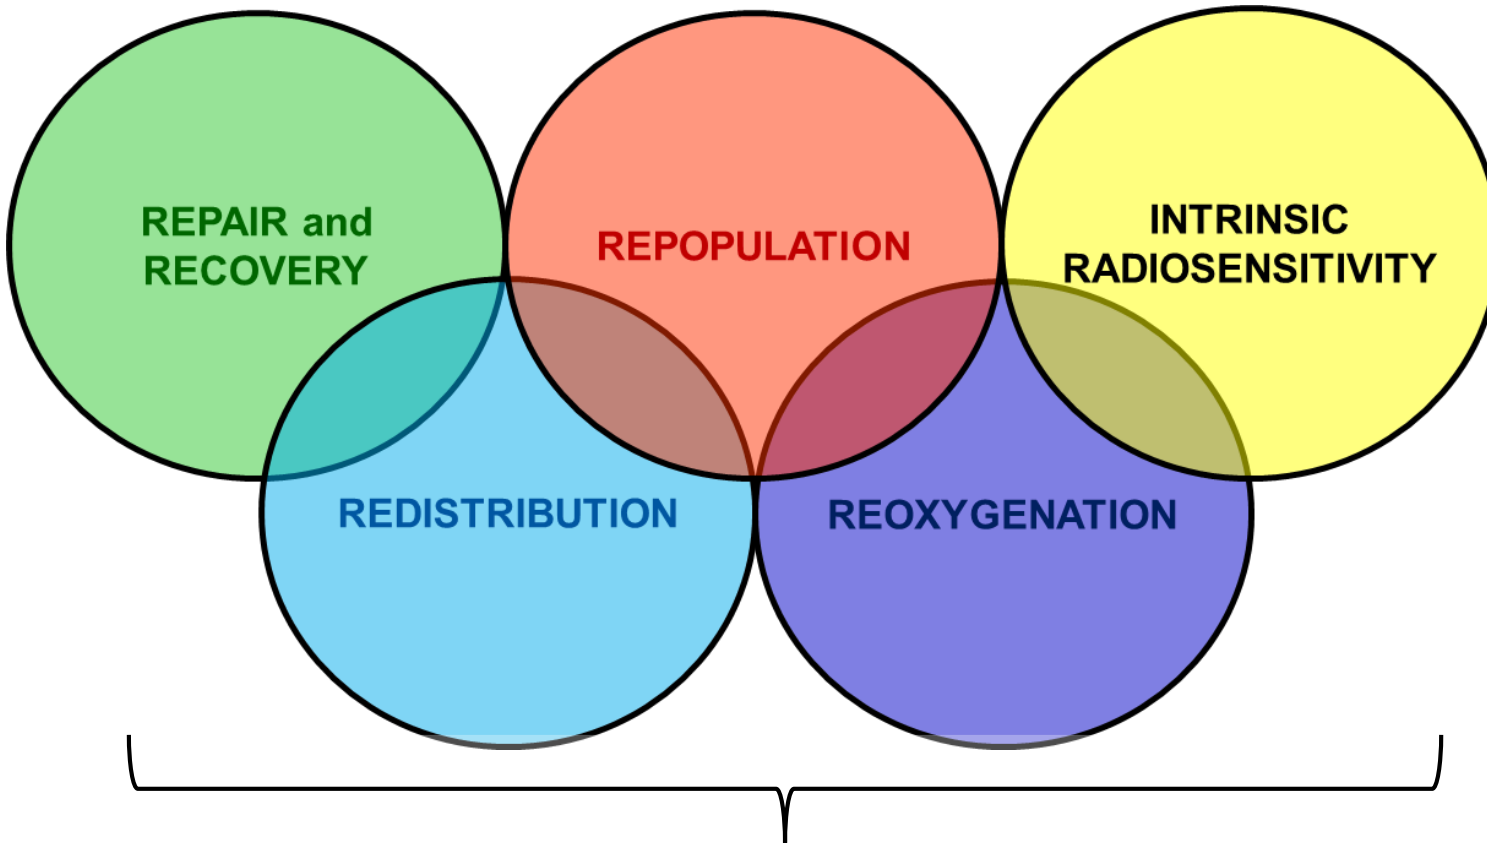 REPAIR and
RECOVERY
REPOPULATION
INTRINSIC
RADIOSENSITIVITY
REDISTRIBUTION
REOXYGENATION